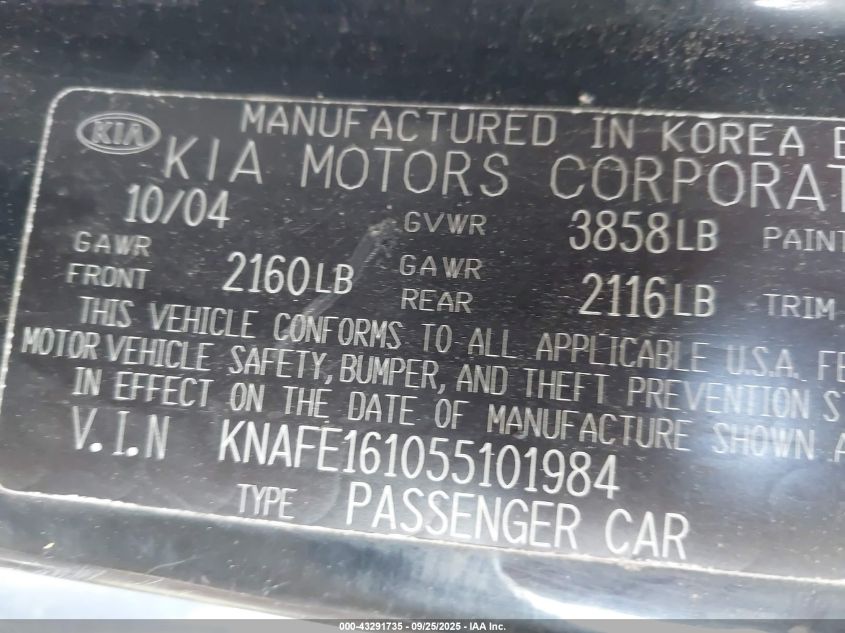 KIA
MANUFACTURED IN KOREA
KIA MOTORS
10/04 GVWR 3858LB PAINT
GAWR FRONT 2160LB GAWR REAR 2116LB TRIM
THIS VEHICLE CONFORMS TO ALL APPLICABLE U.S.A.
MOTOR VEHICLE SAFETY, BUMPER, AND THEFT PREVENTION
IN EFFECT ON THE DATE OF MANUFACTURE SHOWN
V.I.N KNAFE161055101984
TYPE PASSENGER CAR
000-43291735 - 09/25/2025 - IAA Inc.